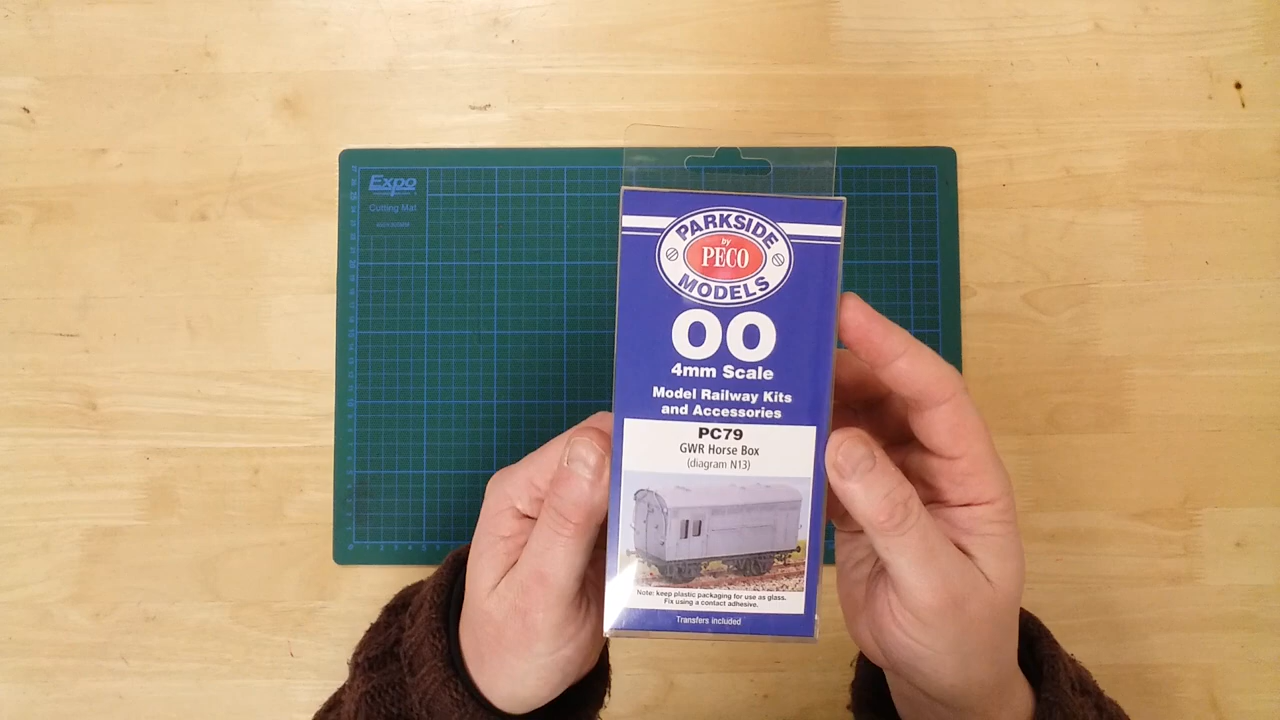 Expo
Cutting Mat
PARKSIDE
by
PECO
MODELS
OO
4mm Scale
Model Railway Kits
and Accessories
PC79
GWR Horse Box
(diagram N13)
Note: keep plastic packaging for use as glass.
Fix using a contact adhesive.
Transfers included